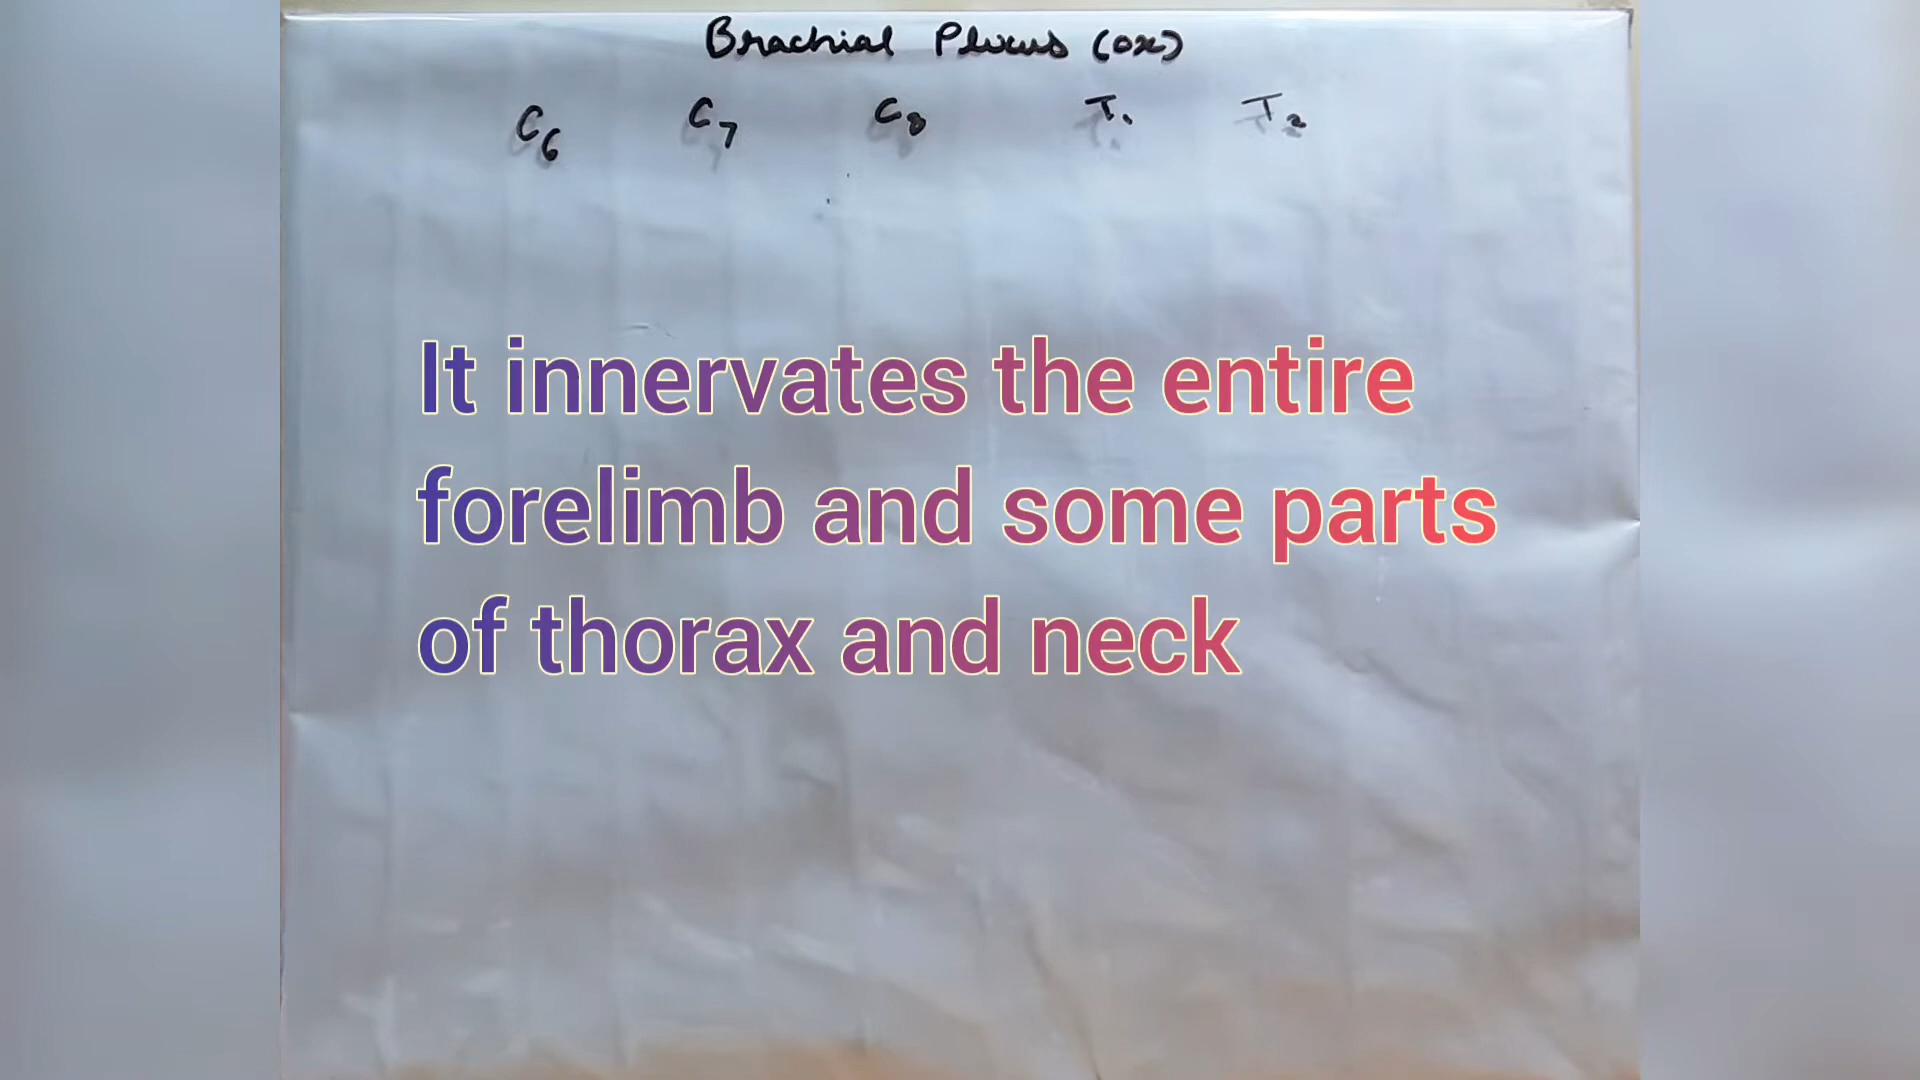 Brachial Plexus (ox)
C6 C7 C8 T1 T2
It innervates the entire
forelimb and some parts
of thorax and neck